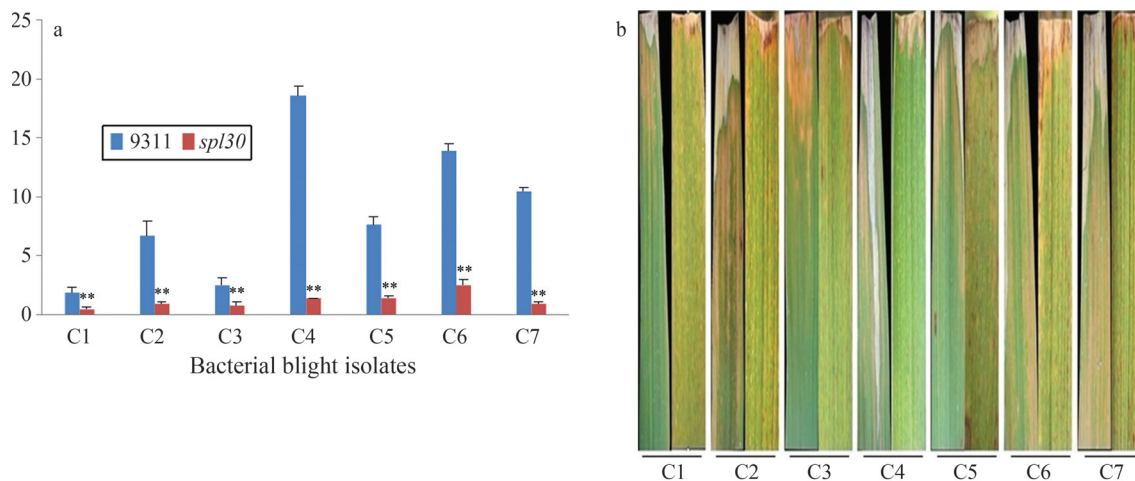 a
25
20
15
10
5
0
9311 spl30
**
**
**
**
**
**
**
C1 C2 C3 C4 C5 C6 C7
Bacterial blight isolates
b
C1 C2 C3 C4 C5 C6 C7